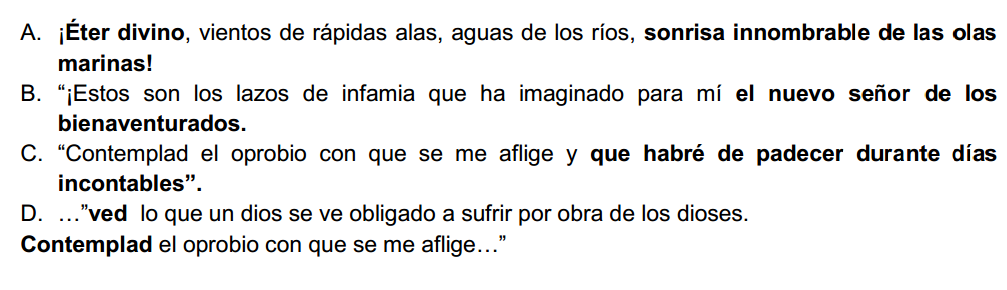 A. ¡Éter divino, vientos de rápidas alas, aguas de los ríos, sonrisa innombrable de las olas
marinas!
B. “¡Estos son los lazos de infamia que ha imaginado para mí el nuevo señor de los
bienaventurados.
C. “Contemplad el oprobio con que se me aflige y que habré de padecer durante días
incontables”.
D. …”ved lo que un dios se ve obligado a sufrir por obra de los dioses.
Contemplad el oprobio con que se me aflige…”